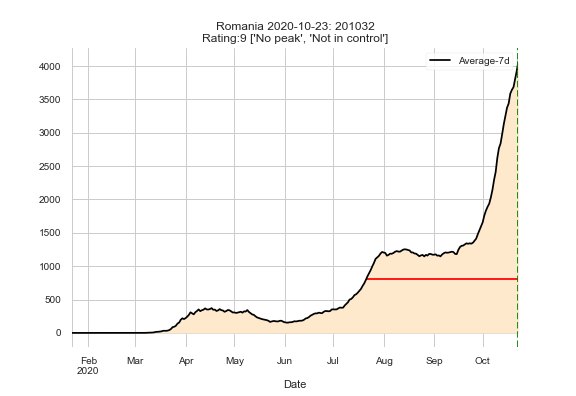 Romania 2020-10-23: 201032
Rating:9 ['No peak', 'Not in control']
Average-7d
4000
3500
3000
2500
2000
1500
1000
500
0
Feb Mar Apr May Jun Jul Aug Sep Oct
2020
Date